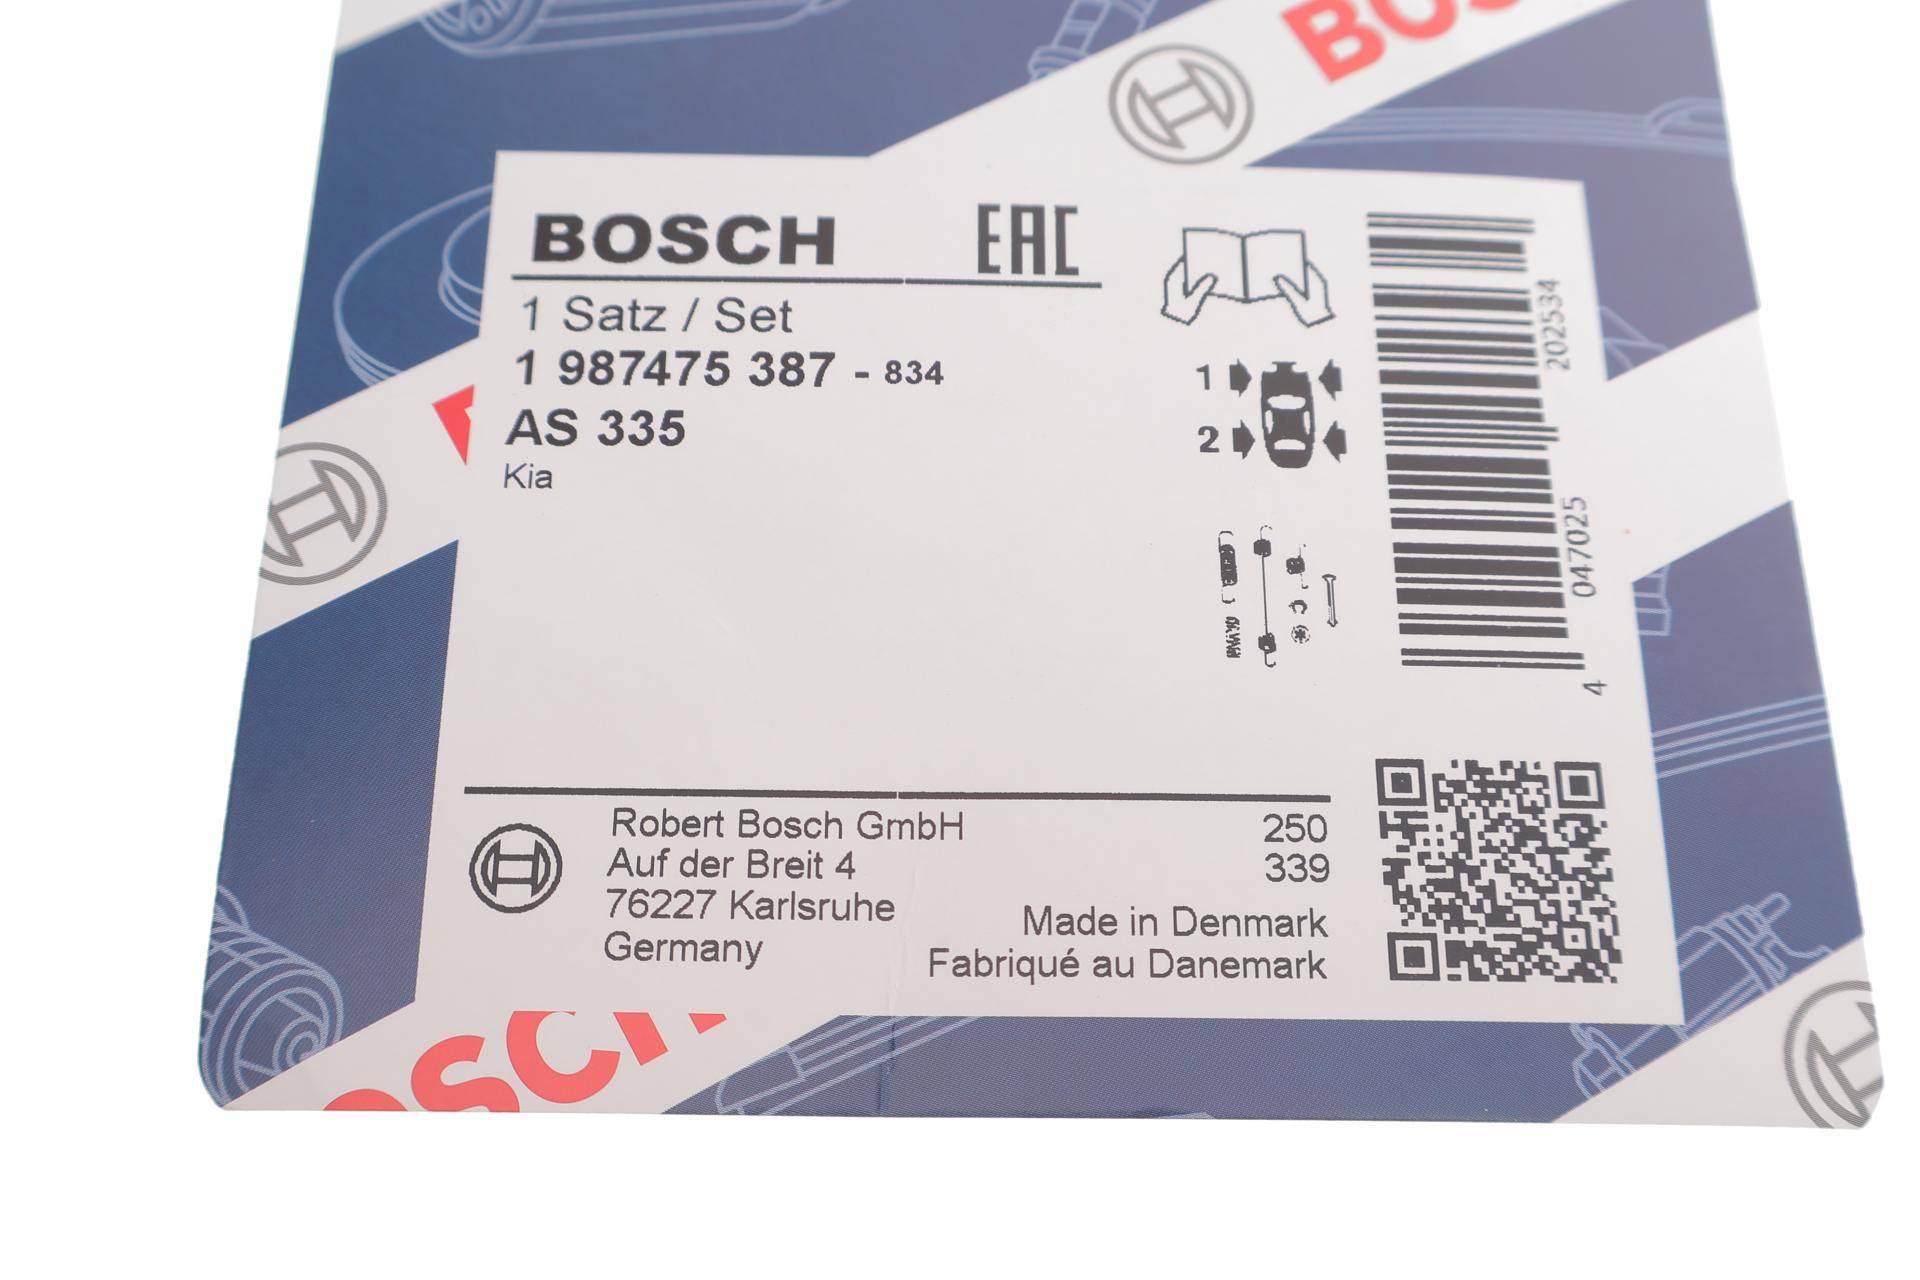 BOSCH
BOSCH EAC
1 Satz / Set
1 987475 387 - 834
AS 335
Kia
1
2
4 047025 202534
Robert Bosch GmbH 250
Auf der Breit 4 339
76227 Karlsruhe
Germany
Made in Denmark
Fabriqué au Danemark
BOSCH